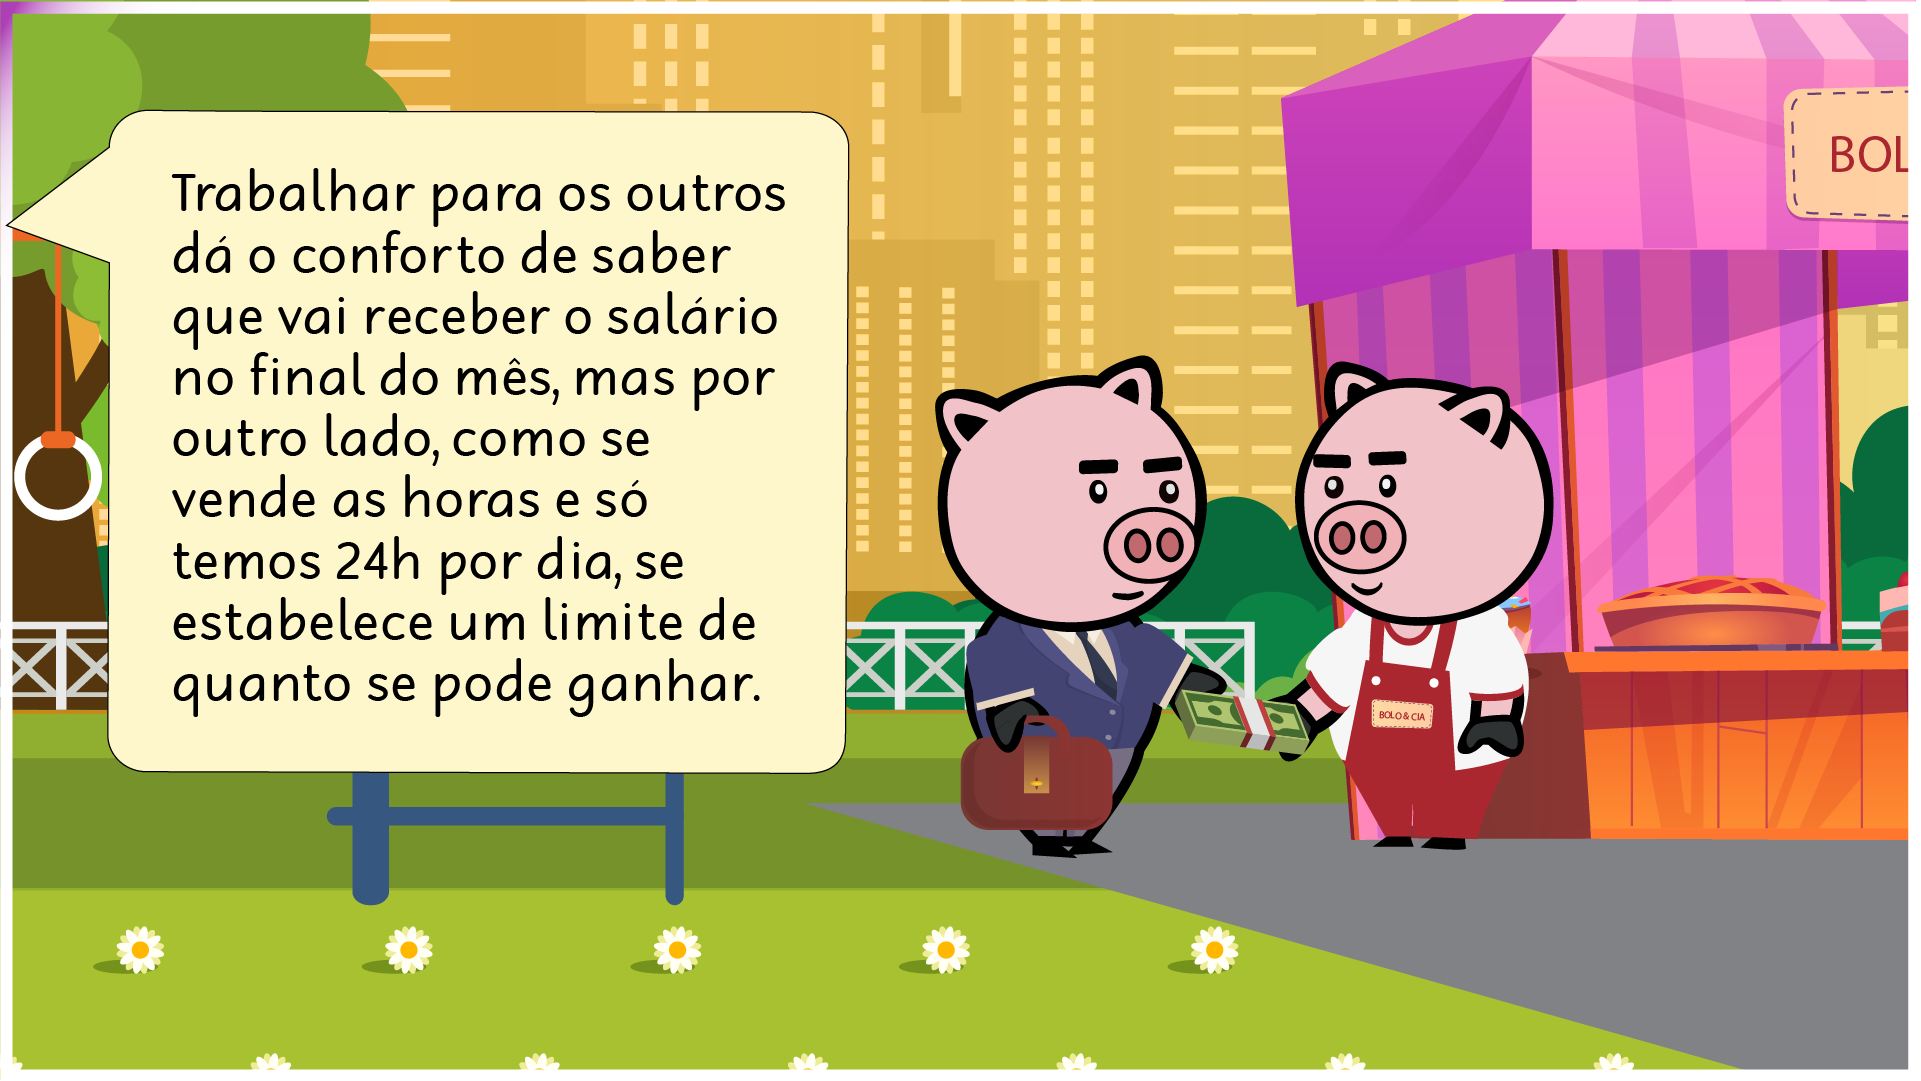 Trabalhar para os outros
dá o conforto de saber
que vai receber o salário
no final do mês, mas por
outro lado, como se
vende as horas e só
temos 24h por dia, se
estabelece um limite de
quanto se pode ganhar.
BOL
BOLO & CIA